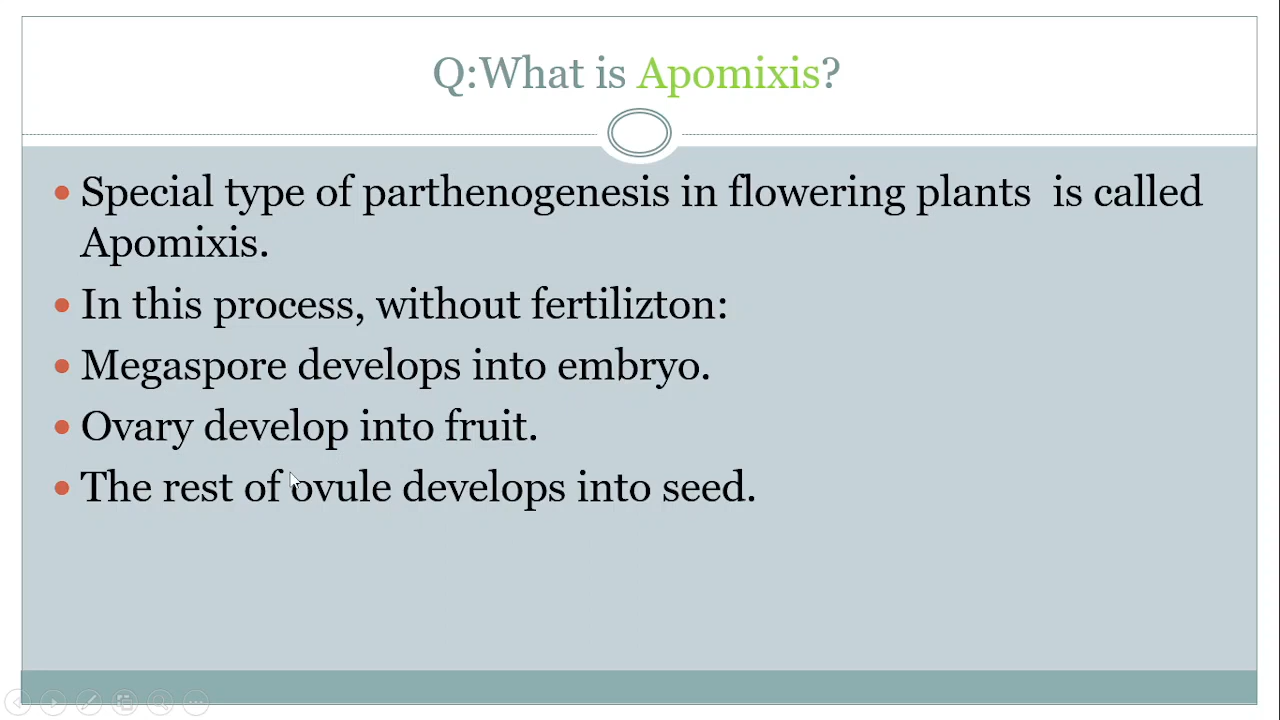 Q:What is Apomixis?
• Special type of parthenogenesis in flowering plants  is called
Apomixis.
• In this process, without fertilizton:
• Megaspore develops into embryo.
• Ovary develop into fruit.
• The rest of ovule develops into seed.